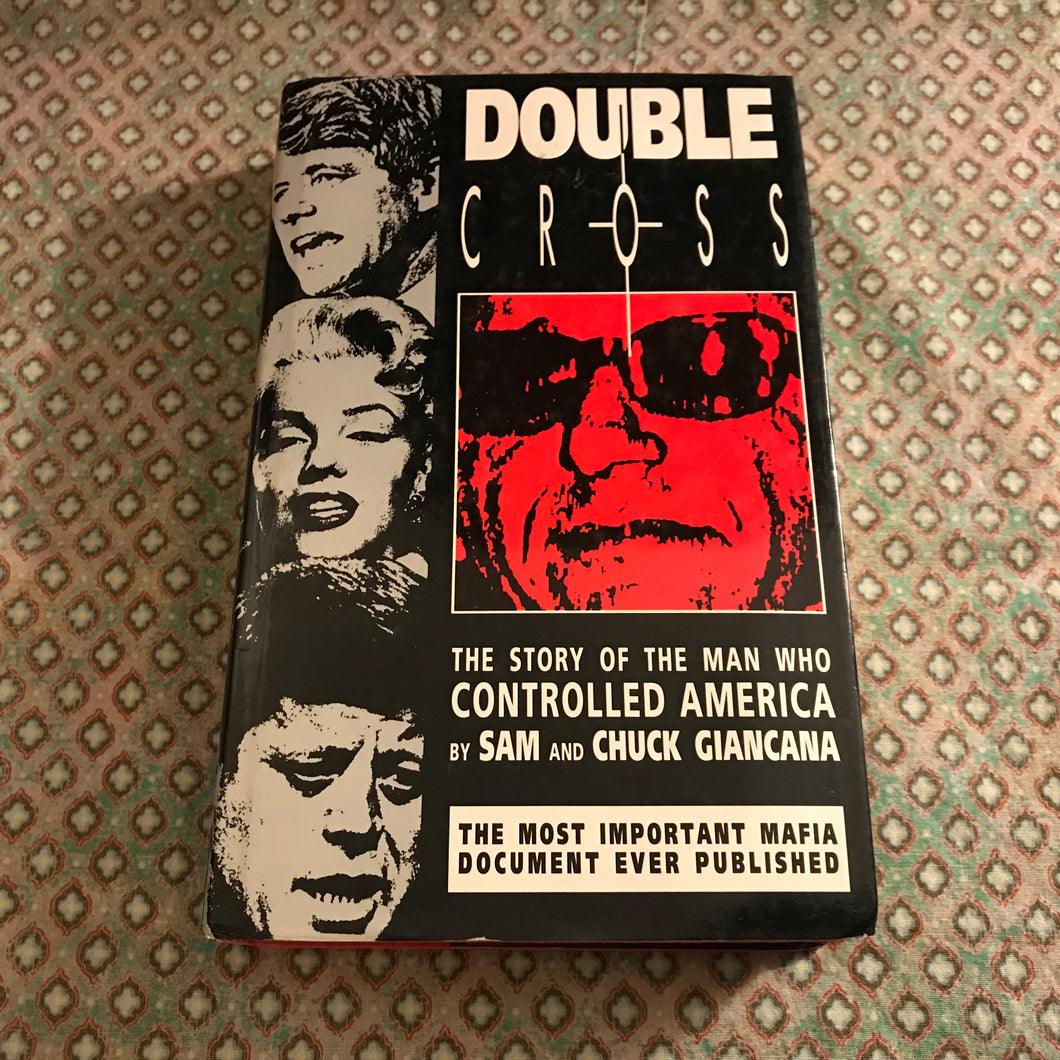 DOUBLE
CROSS
THE STORY OF THE MAN WHO
CONTROLLED AMERICA
BY SAM AND CHUCK GIANCANA
THE MOST IMPORTANT MAFIA
DOCUMENT EVER PUBLISHED